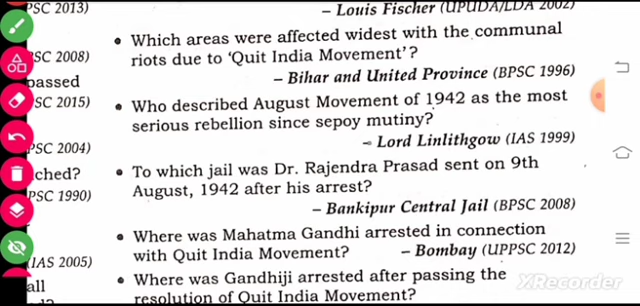 PSC 2013)
SC 2008)
passed
SC 2015)
PSC 2004)
ched?
PSC 1990)
(IAS 2005)
all
– Louis Fischer (UPUDA/LDA 2002)
• Which areas were affected widest with the communal
riots due to ‘Quit India Movement’?
– Bihar and United Province (BPSC 1996)
• Who described August Movement of 1942 as the most
serious rebellion since sepoy mutiny?
– Lord Linlithgow (IAS 1999)
• To which jail was Dr. Rajendra Prasad sent on 9th
August, 1942 after his arrest?
– Bankipur Central Jail (BPSC 2008)
• Where was Mahatma Gandhi arrested in connection
with Quit India Movement? – Bombay (UPPSC 2012)
• Where was Gandhiji arrested after passing the
resolution of Quit India Movement?
XRecorder